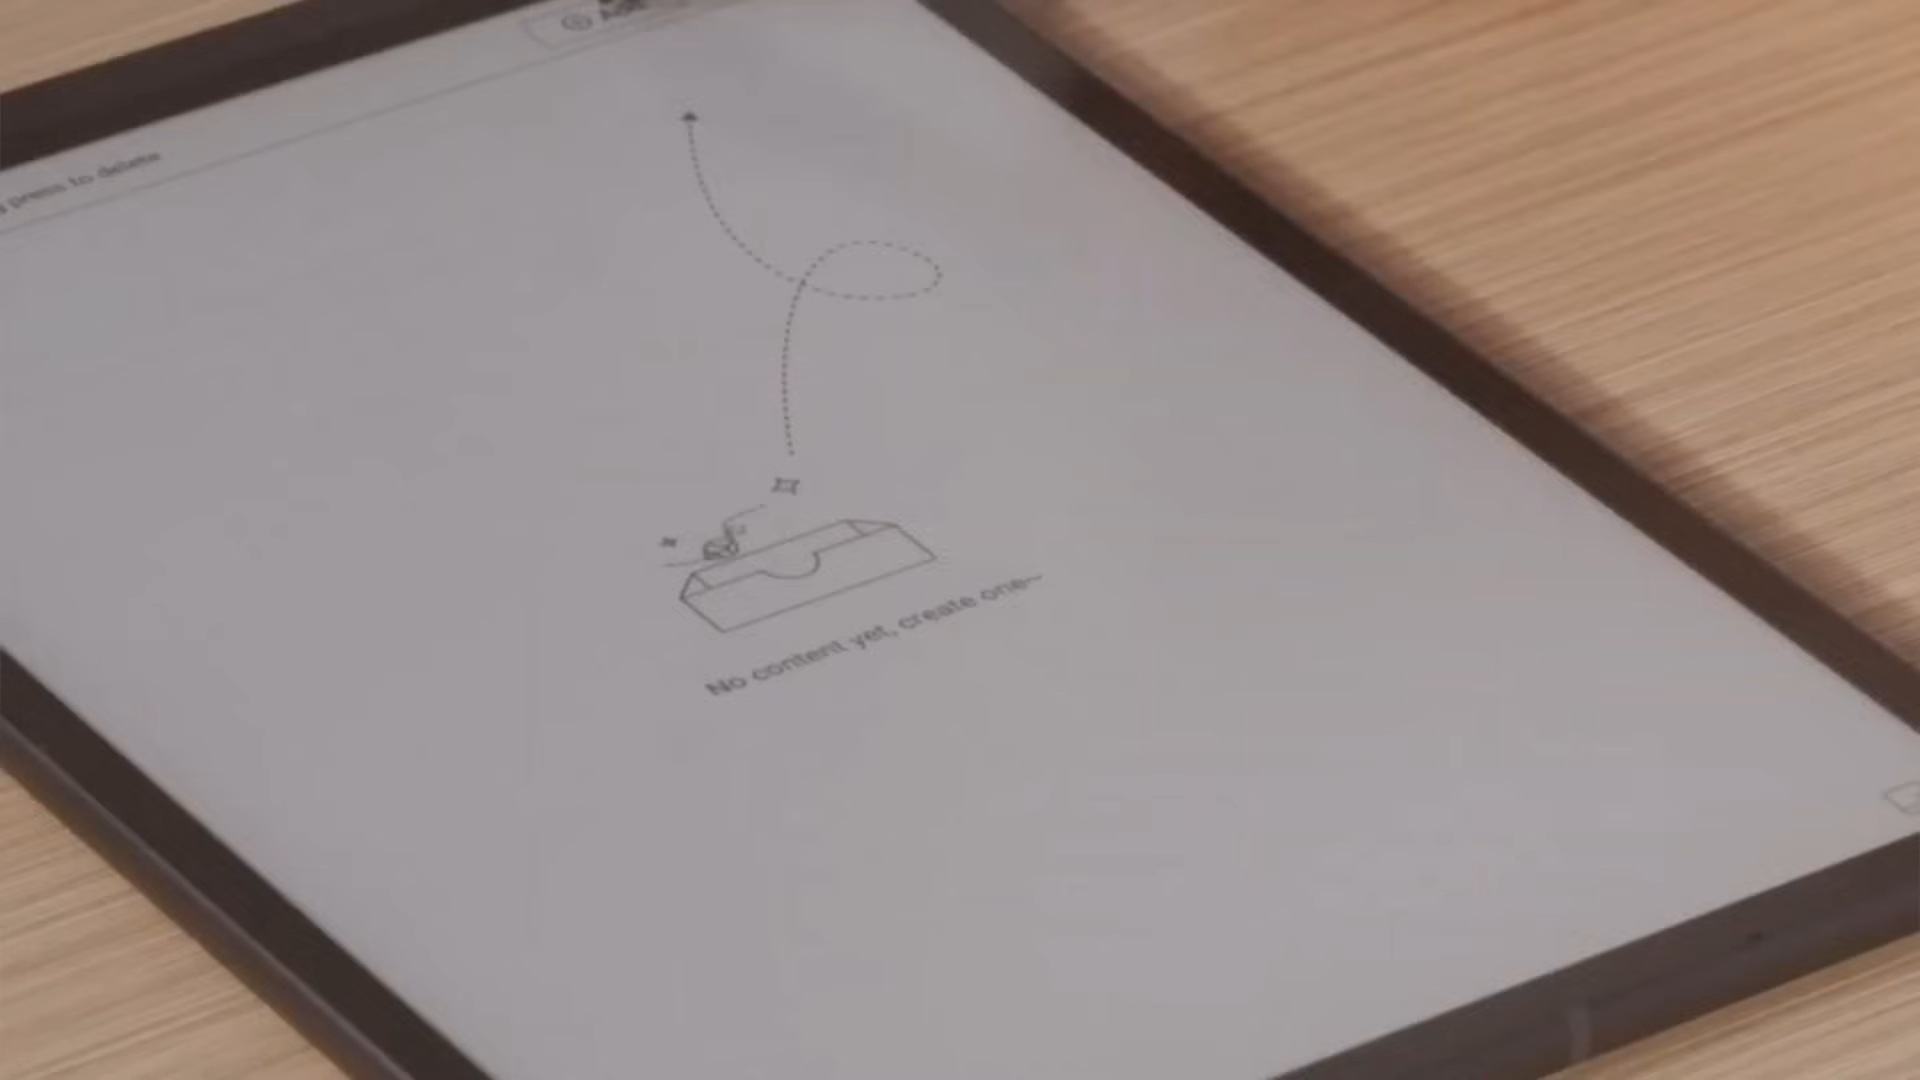 press to delete
No content yet, create one~